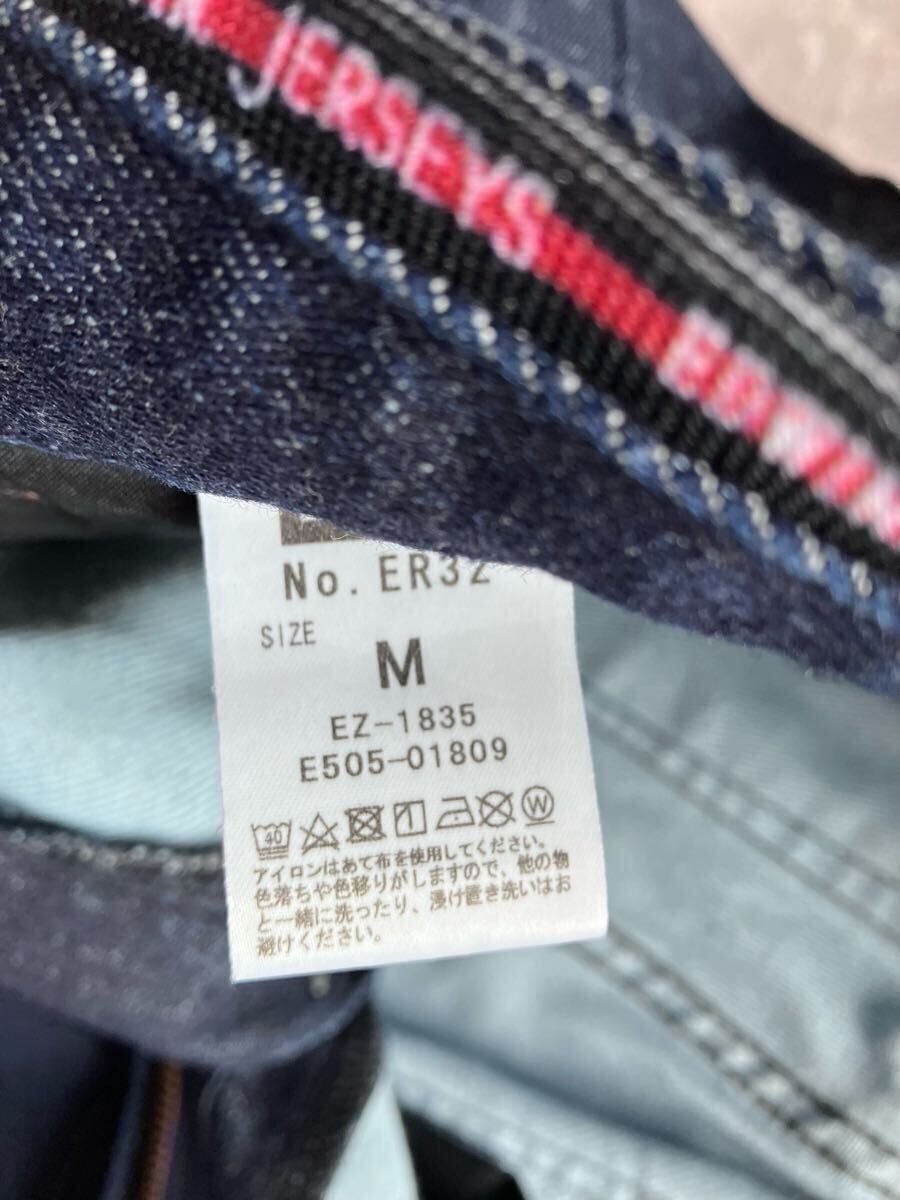 JERSEYS
No. ER32
SIZE
M
EZ-1835
E505-01809
40
W
アイロンはあて布を使用してください。
色落ちや色移りがしますので、他の物
と一緒に洗ったり、浸け置き洗いはお
避けください。